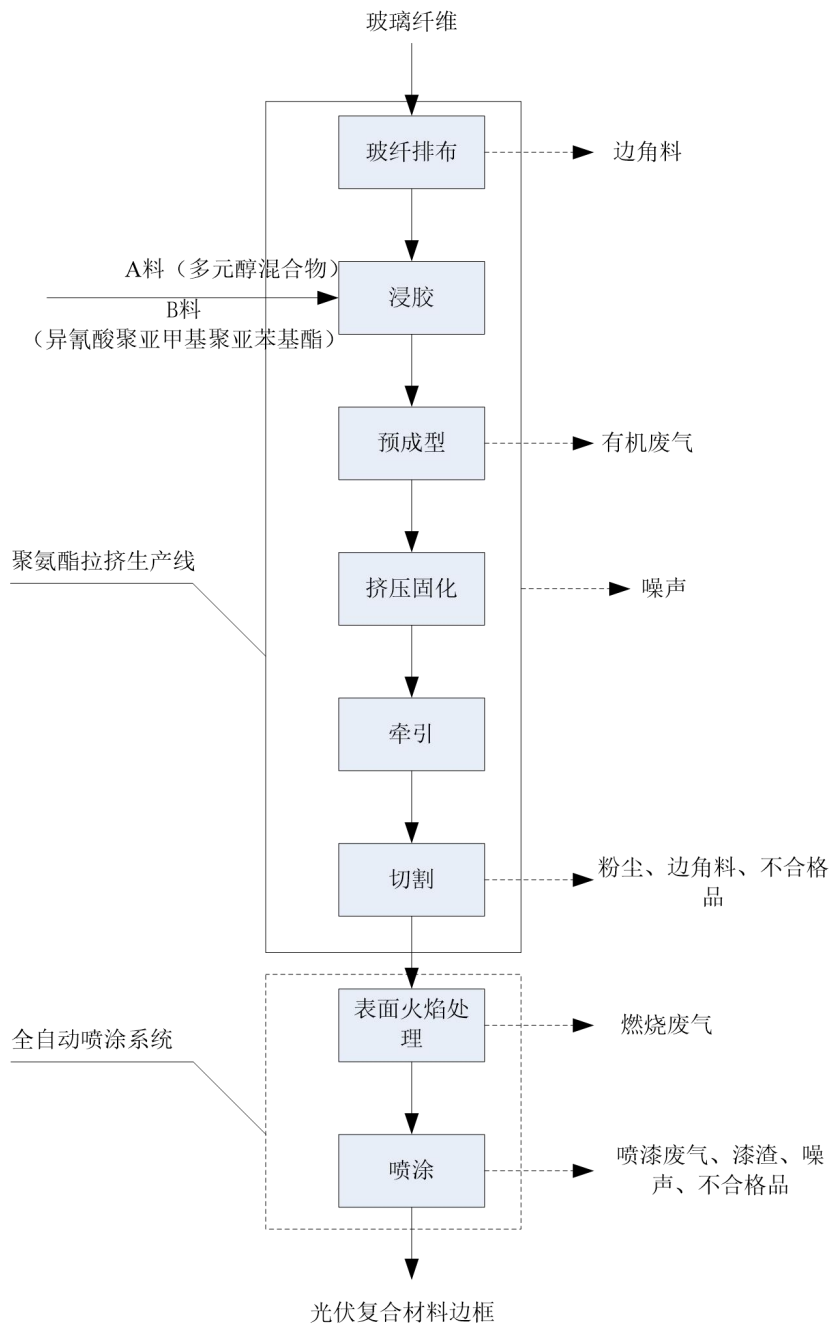 玻璃纤维
玻纤排布
边角料
A料（多元醇混合物）
浸胶
B料
（异氰酸聚亚甲基聚亚苯基酯）
预成型
有机废气
聚氨酯拉挤生产线
挤压固化
噪声
牵引
切割
粉尘、边角料、不合格
品
表面火焰处
理
燃烧废气
全自动喷涂系统
喷涂
喷漆废气、漆渣、噪
声、不合格品
光伏复合材料边框